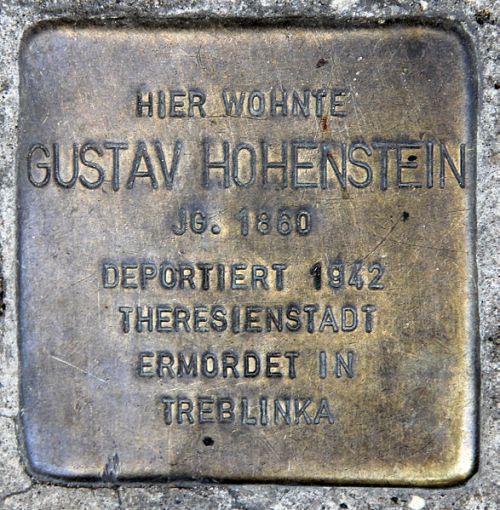 HIER WOHNTE
GUSTAV HOHENSTEIN
JG. 1860
DEPORTIERT 1942
THERESIENSTADT
ERMORDET IN
TREBLINKA